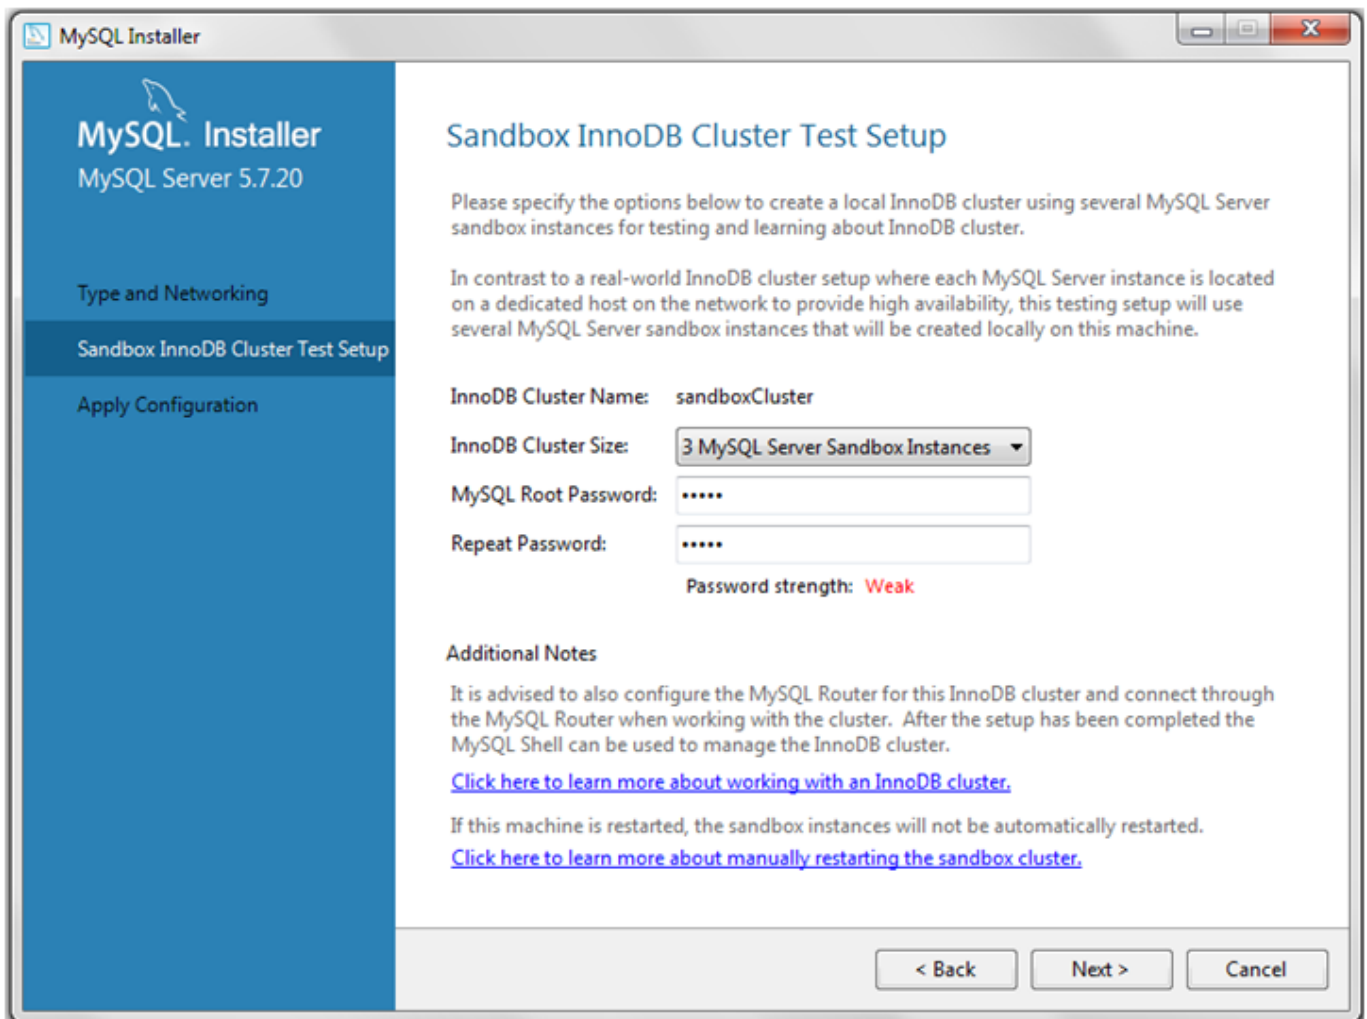 MySQL Installer
MySQL. Installer
MySQL Server 5.7.20
Type and Networking
Sandbox InnoDB Cluster Test Setup
Apply Configuration
Sandbox InnoDB Cluster Test Setup
Please specify the options below to create a local InnoDB cluster using several MySQL Server
sandbox instances for testing and learning about InnoDB cluster.
In contrast to a real-world InnoDB cluster setup where each MySQL Server instance is located
on a dedicated host on the network to provide high availability, this testing setup will use
several MySQL Server sandbox instances that will be created locally on this machine.
InnoDB Cluster Name: sandboxCluster
InnoDB Cluster Size: 3 MySQL Server Sandbox Instances
MySQL Root Password: •••••
Repeat Password: •••••
Password strength: Weak
Additional Notes
It is advised to also configure the MySQL Router for this InnoDB cluster and connect through
the MySQL Router when working with the cluster. After the setup has been completed the
MySQL Shell can be used to manage the InnoDB cluster.
Click here to learn more about working with an InnoDB cluster.
If this machine is restarted, the sandbox instances will not be automatically restarted.
Click here to learn more about manually restarting the sandbox cluster.
< Back Next > Cancel